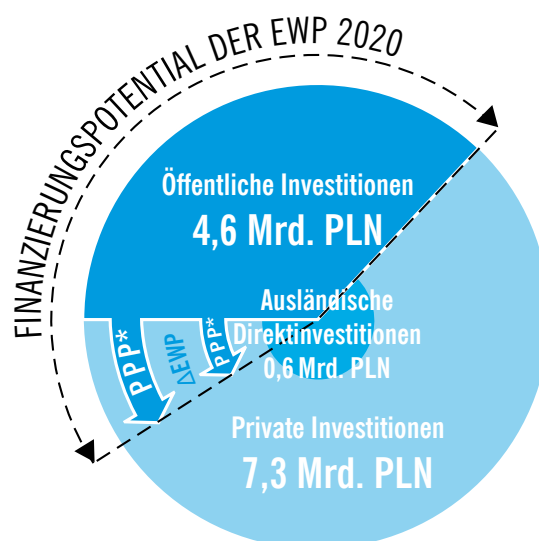 FINANZIERUNGSPOTENTIAL DER EWP 2020
Öffentliche Investitionen
4,6 Mrd. PLN
Ausländische
Direktinvestitionen
0,6 Mrd. PLN
PPP*
△EWP
PPP*
Private Investitionen
7,3 Mrd. PLN